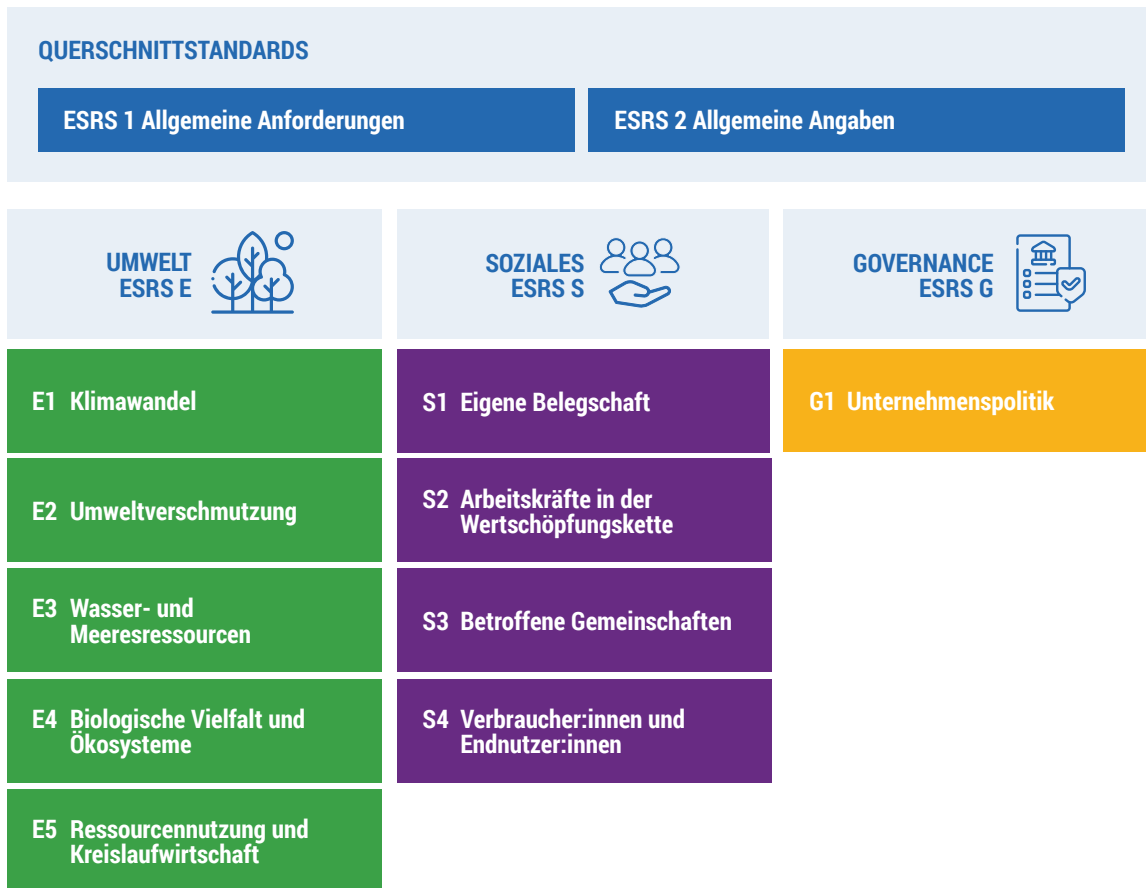 QUERSCHNITTSTANDARDS
ESRS 1 Allgemeine Anforderungen
ESRS 2 Allgemeine Angaben
UMWELT
ESRS E
SOZIALES
ESRS S
GOVERNANCE
ESRS G
E1 Klimawandel
E2 Umweltverschmutzung
E3 Wasser- und
Meeresressourcen
E4 Biologische Vielfalt und
Ökosysteme
E5 Ressourcennutzung und
Kreislaufwirtschaft
S1 Eigene Belegschaft
S2 Arbeitskräfte in der
Wertschöpfungskette
S3 Betroffene Gemeinschaften
S4 Verbraucher:innen und
Endnutzer:innen
G1 Unternehmenspolitik